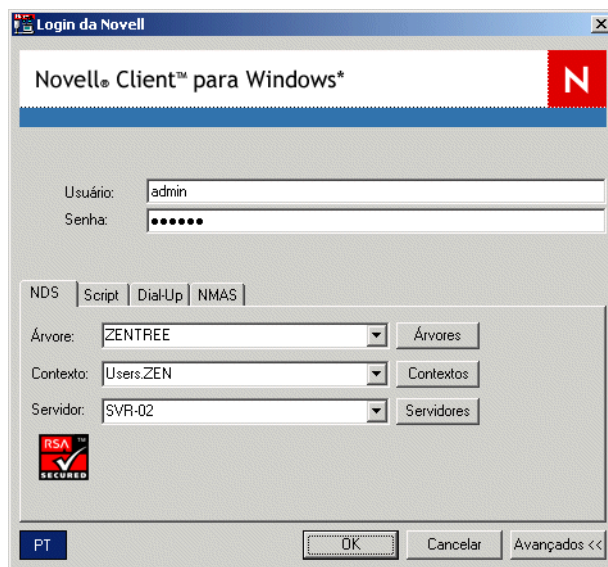 Login da Novell
Novell® Client™ para Windows*
N
Usuário: admin
Senha: ●●●●●●
NDS Script Dial-Up NMAS
Árvore: ZENTREE Árvores
Contexto: Users.ZEN Contextos
Servidor: SVR-02 Servidores
RSA ™
SECURED
PT OK Cancelar Avançados <<